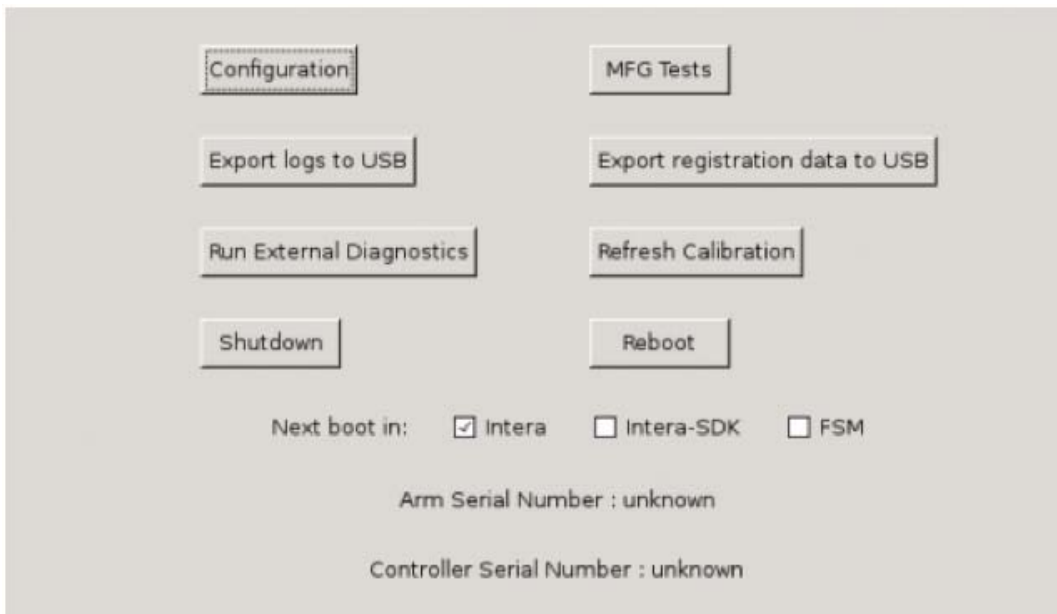 Configuration MFG Tests
Export logs to USB Export registration data to USB
Run External Diagnostics Refresh Calibration
Shutdown Reboot
Next boot in: Intera Intera-SDK FSM
Arm Serial Number : unknown
Controller Serial Number : unknown